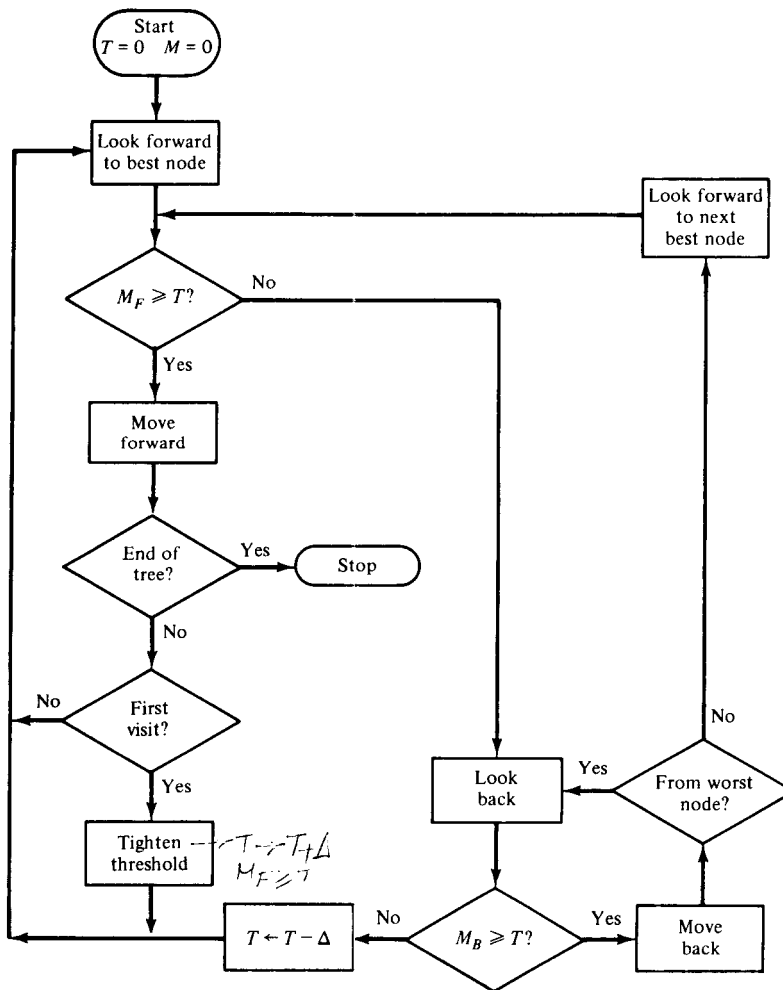 Start
T = 0 M = 0
Look forward
to best node
Look forward
to next
best node
M_F ⩾ T?
No
Yes
Move
forward
End of
tree?
Yes
Stop
No
First
visit?
No
Yes
Tighten
threshold
T → T+Δ
M_F ⩾ T
Look
back
Yes
From worst
node?
No
T ← T − Δ
No
M_B ⩾ T?
Yes
Move
back